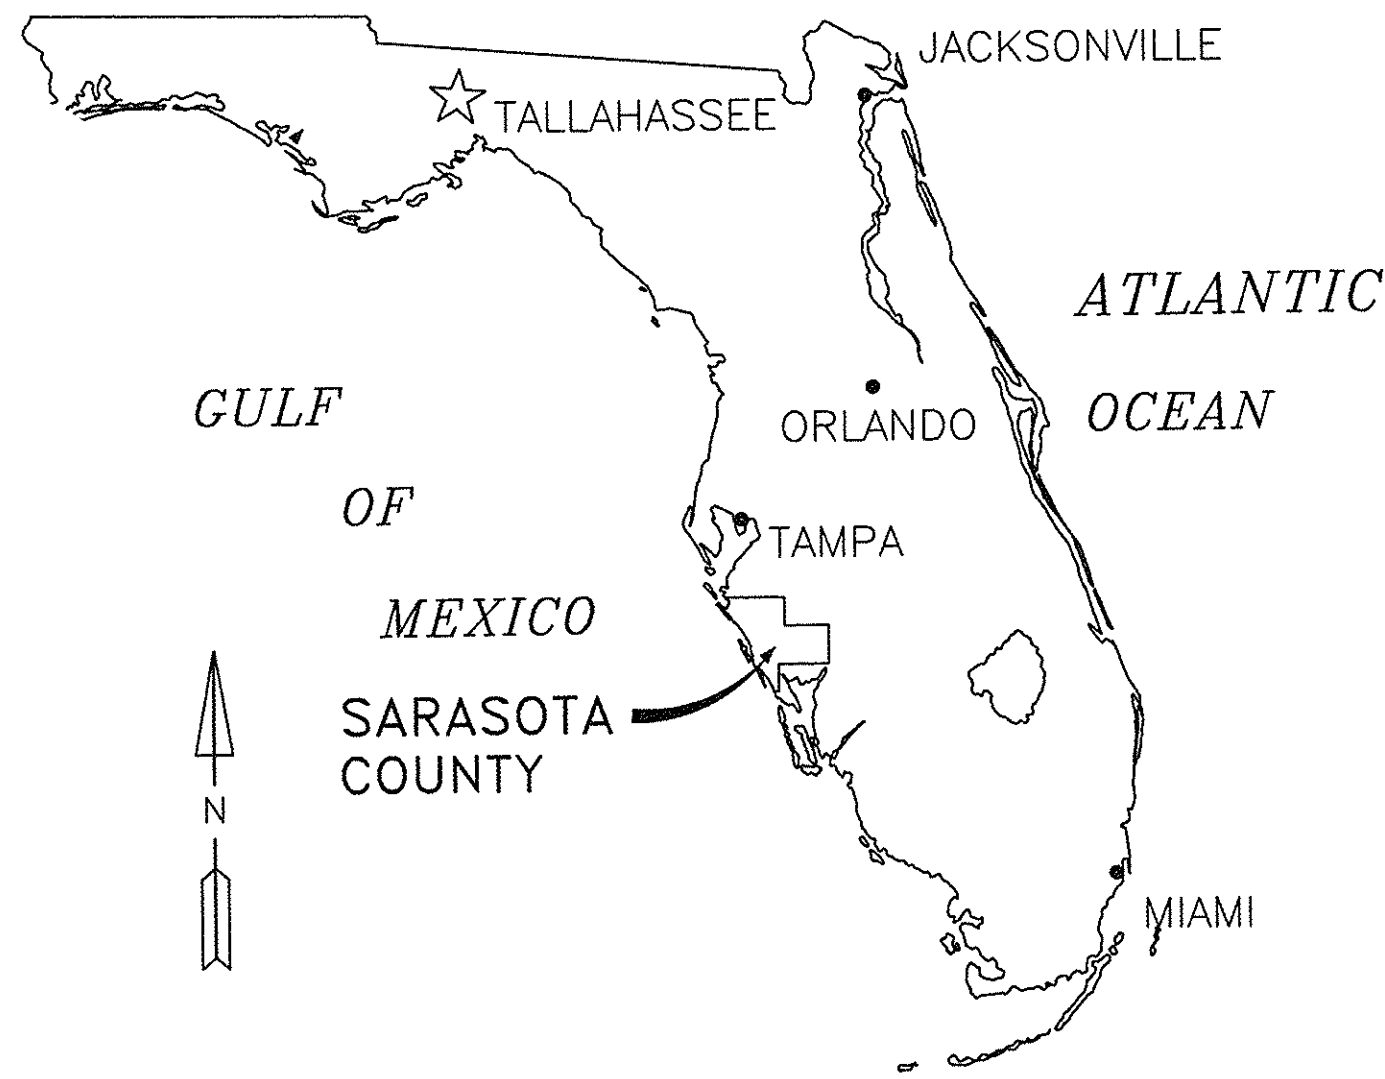 JACKSONVILLE
TALLAHASSEE
ATLANTIC
OCEAN
GULF
OF
MEXICO
ORLANDO
TAMPA
SARASOTA
COUNTY
N
MIAMI